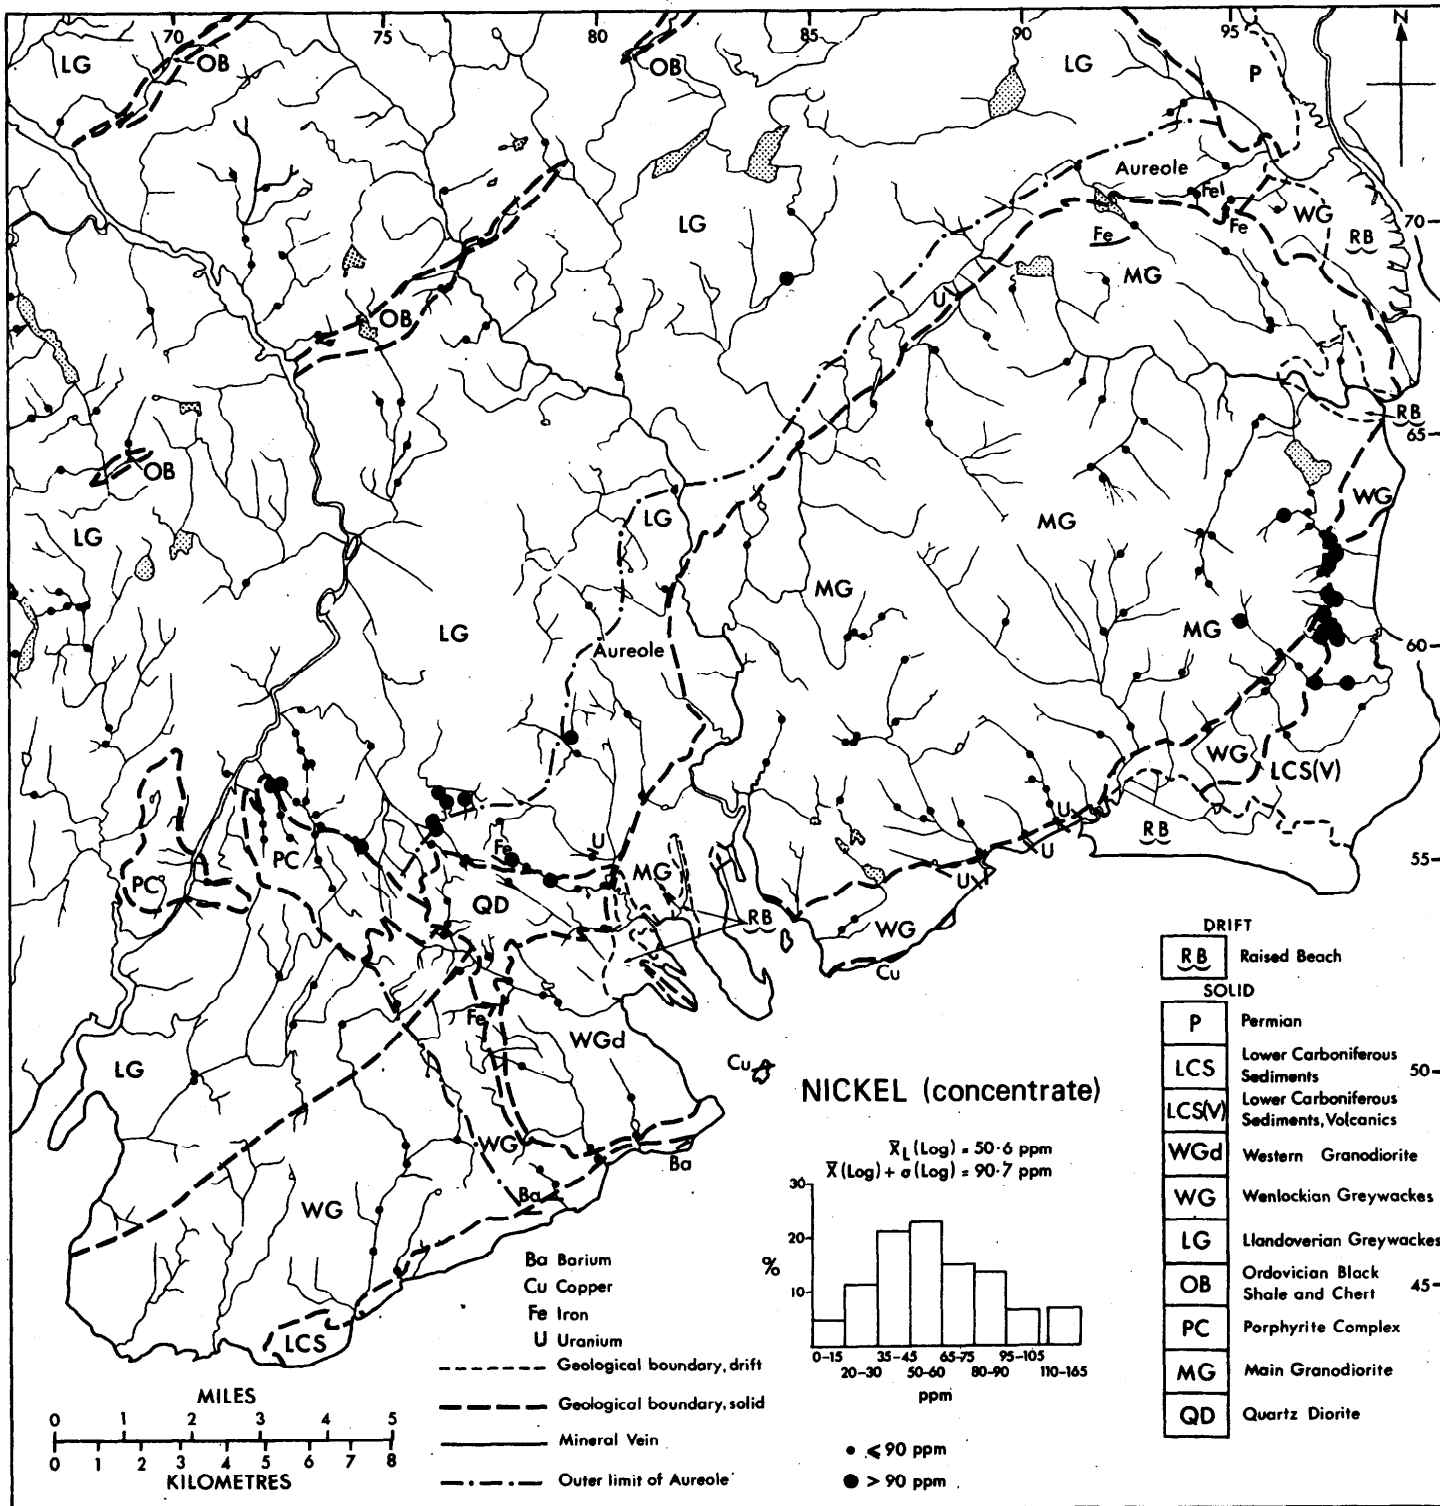 70 75 80 85 90 95 N
LG OB OB LG P
Aureole Fe
WG
LG Fe Fe RB 70
MG
U
OB
RB
65
OB WG
LG LG MG
MG
LG MG
Aureole 60
WG LCS(V)
U
Fe U RB
PC U 55
PC MG U
QD RB
WG
Cu
Fe
WGd
LG Cu
WG
Ba
Ba
WG
LCS
DRIFT
RB Raised Beach
SOLID
P Permian
LCS Lower Carboniferous
Sediments 50
LCS(V) Lower Carboniferous
Sediments, Volcanics
WGd Western Granodiorite
WG Wenlockian Greywackes
LG Llandoverian Greywackes
OB Ordovician Black
Shale and Chert 45
PC Porphyrite Complex
MG Main Granodiorite
QD Quartz Diorite
NICKEL (concentrate)
X̅L (Log) = 50·6 ppm
X̅(Log) + σ(Log) = 90·7 ppm
30
20
%
10
0-15 35-45 65-75 95-105
20-30 50-60 80-90 110-165
ppm
• ⩽ 90 ppm
● > 90 ppm
Ba Barium
Cu Copper
Fe Iron
U Uranium
Geological boundary, drift
Geological boundary, solid
Mineral Vein
Outer limit of Aureole
MILES
0 1 2 3 4 5
0 1 2 3 4 5 6 7 8
KILOMETRES